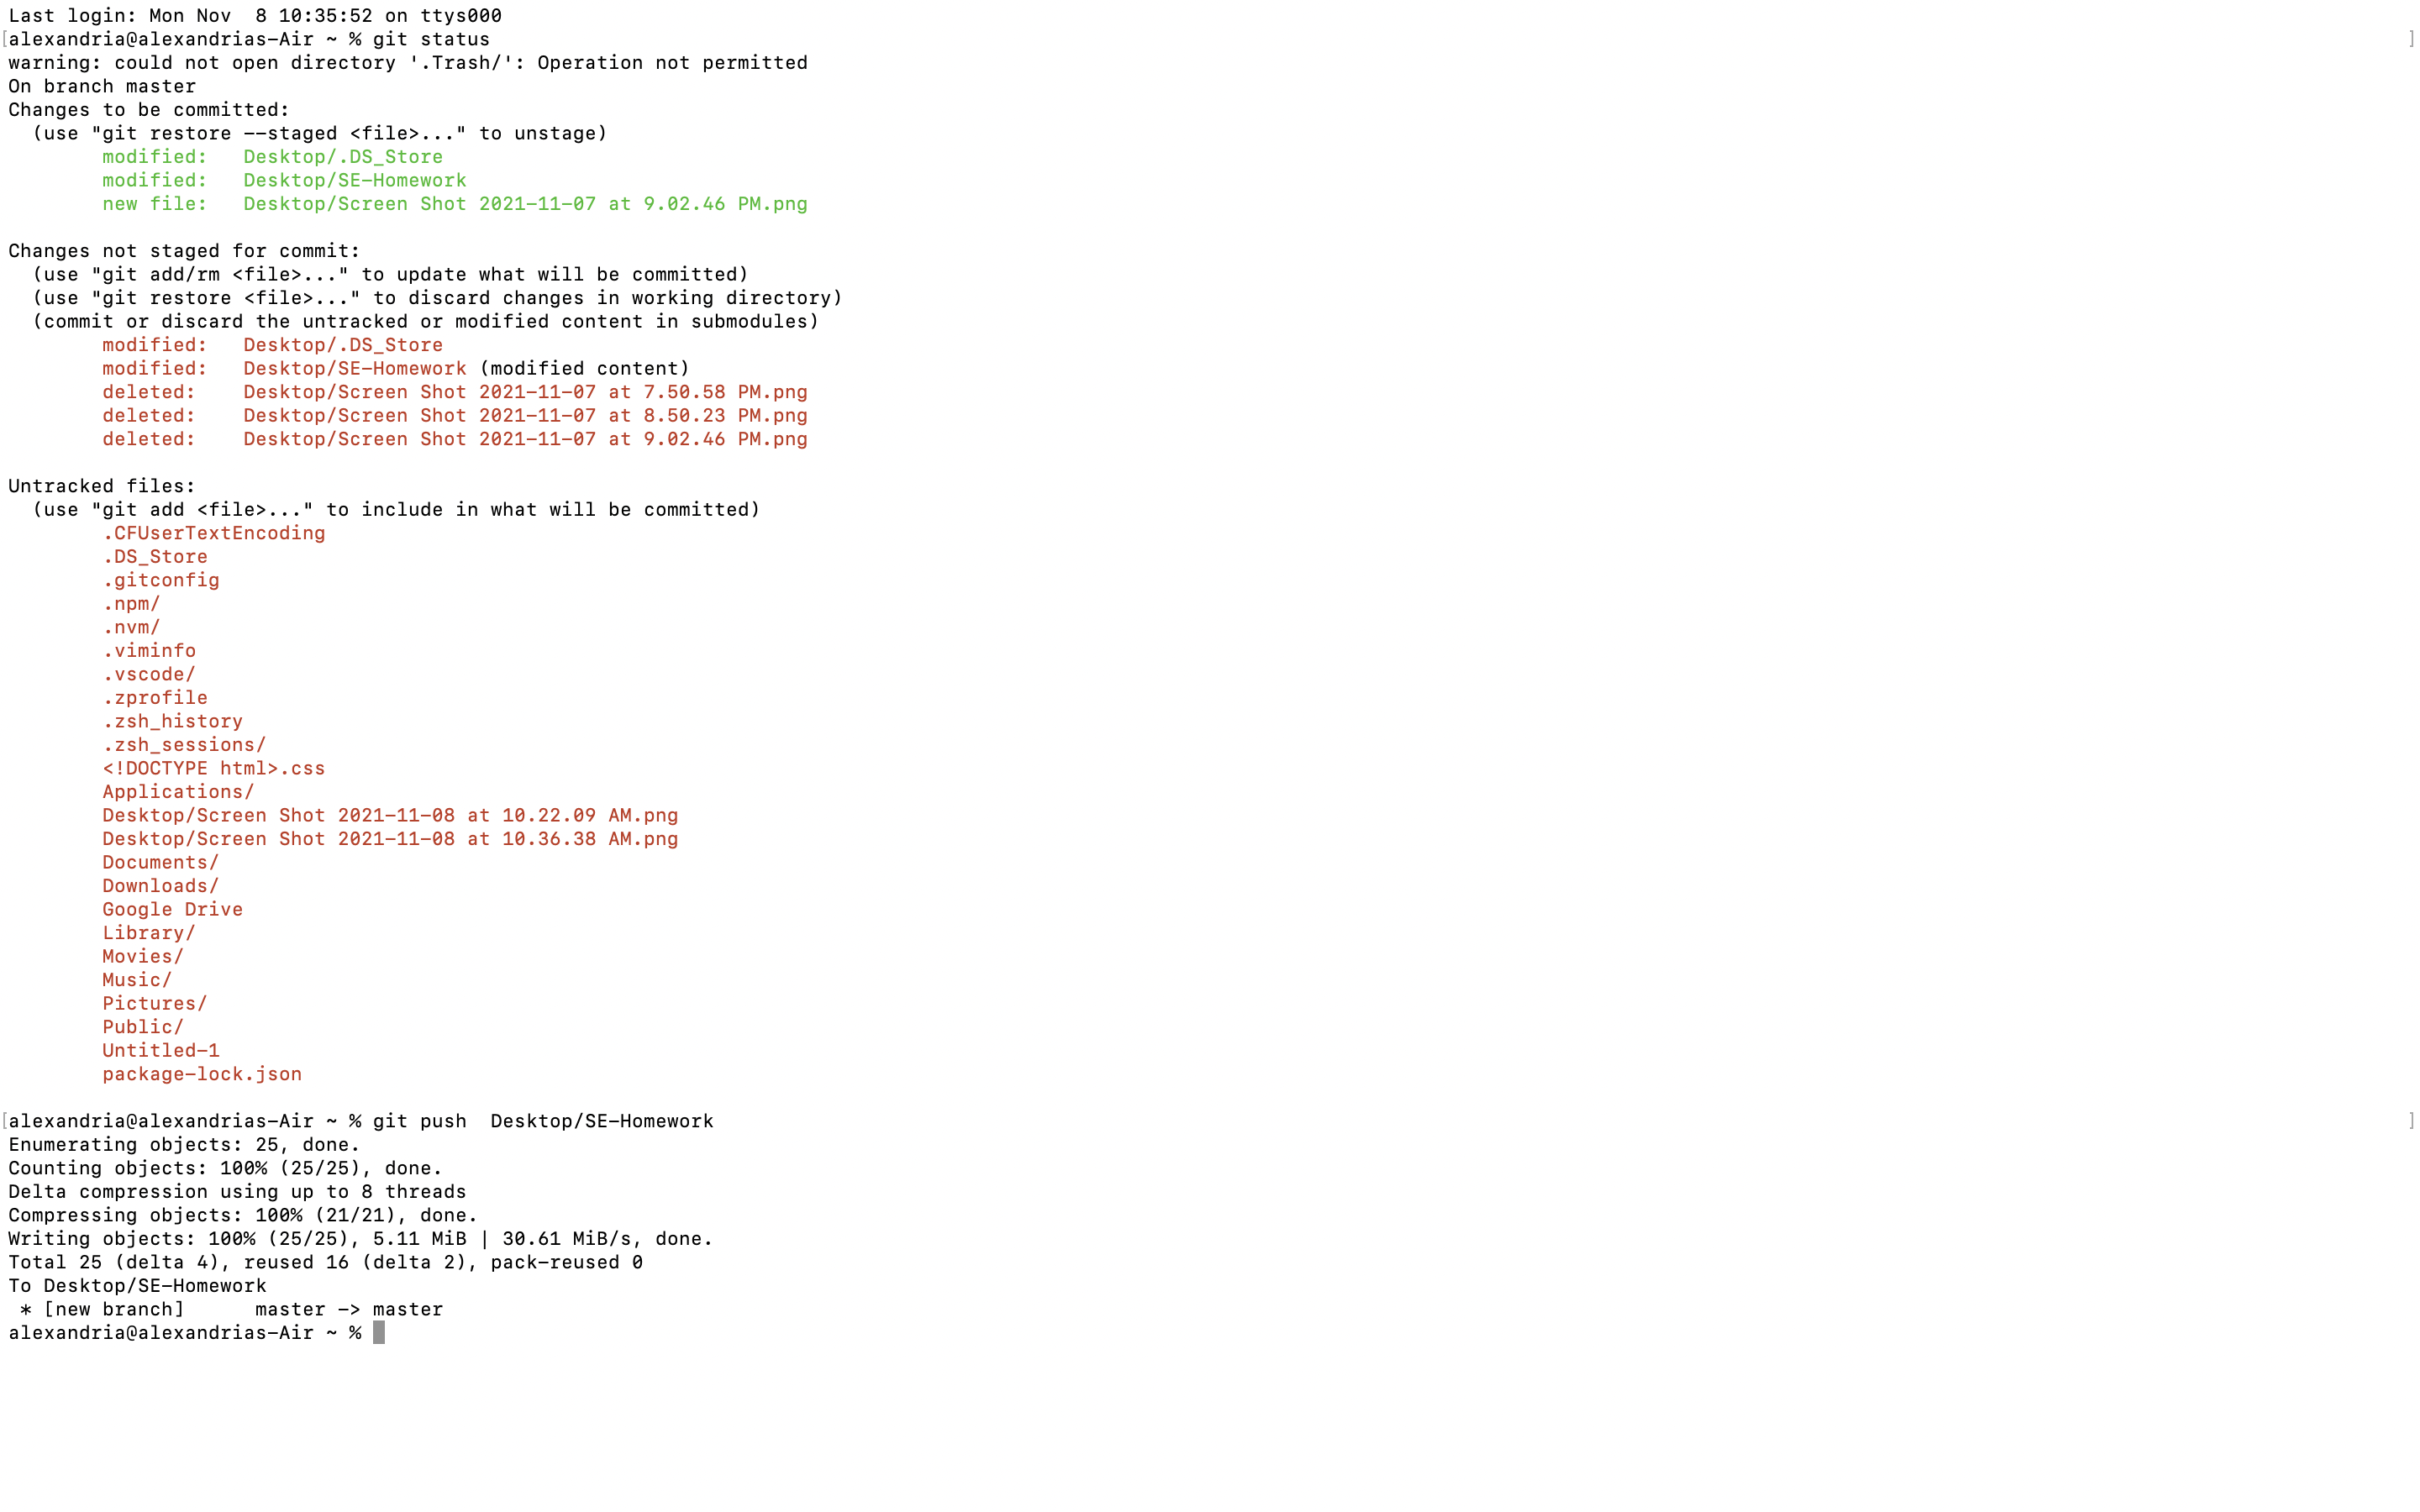 Last login: Mon Nov  8 10:35:52 on ttys000
[alexandria@alexandrias-Air ~ % git status ]
warning: could not open directory '.Trash/': Operation not permitted
On branch master
Changes to be committed:
  (use "git restore --staged <file>..." to unstage)
        modified:   Desktop/.DS_Store
        modified:   Desktop/SE-Homework
        new file:   Desktop/Screen Shot 2021-11-07 at 9.02.46 PM.png

Changes not staged for commit:
  (use "git add/rm <file>..." to update what will be committed)
  (use "git restore <file>..." to discard changes in working directory)
  (commit or discard the untracked or modified content in submodules)
        modified:   Desktop/.DS_Store
        modified:   Desktop/SE-Homework (modified content)
        deleted:    Desktop/Screen Shot 2021-11-07 at 7.50.58 PM.png
        deleted:    Desktop/Screen Shot 2021-11-07 at 8.50.23 PM.png
        deleted:    Desktop/Screen Shot 2021-11-07 at 9.02.46 PM.png

Untracked files:
  (use "git add <file>..." to include in what will be committed)
        .CFUserTextEncoding
        .DS_Store
        .gitconfig
        .npm/
        .nvm/
        .viminfo
        .vscode/
        .zprofile
        .zsh_history
        .zsh_sessions/
        <!DOCTYPE html>.css
        Applications/
        Desktop/Screen Shot 2021-11-08 at 10.22.09 AM.png
        Desktop/Screen Shot 2021-11-08 at 10.36.38 AM.png
        Documents/
        Downloads/
        Google Drive
        Library/
        Movies/
        Music/
        Pictures/
        Public/
        Untitled-1
        package-lock.json

[alexandria@alexandrias-Air ~ % git push  Desktop/SE-Homework ]
Enumerating objects: 25, done.
Counting objects: 100% (25/25), done.
Delta compression using up to 8 threads
Compressing objects: 100% (21/21), done.
Writing objects: 100% (25/25), 5.11 MiB | 30.61 MiB/s, done.
Total 25 (delta 4), reused 16 (delta 2), pack-reused 0
To Desktop/SE-Homework
 * [new branch]      master -> master
alexandria@alexandrias-Air ~ %